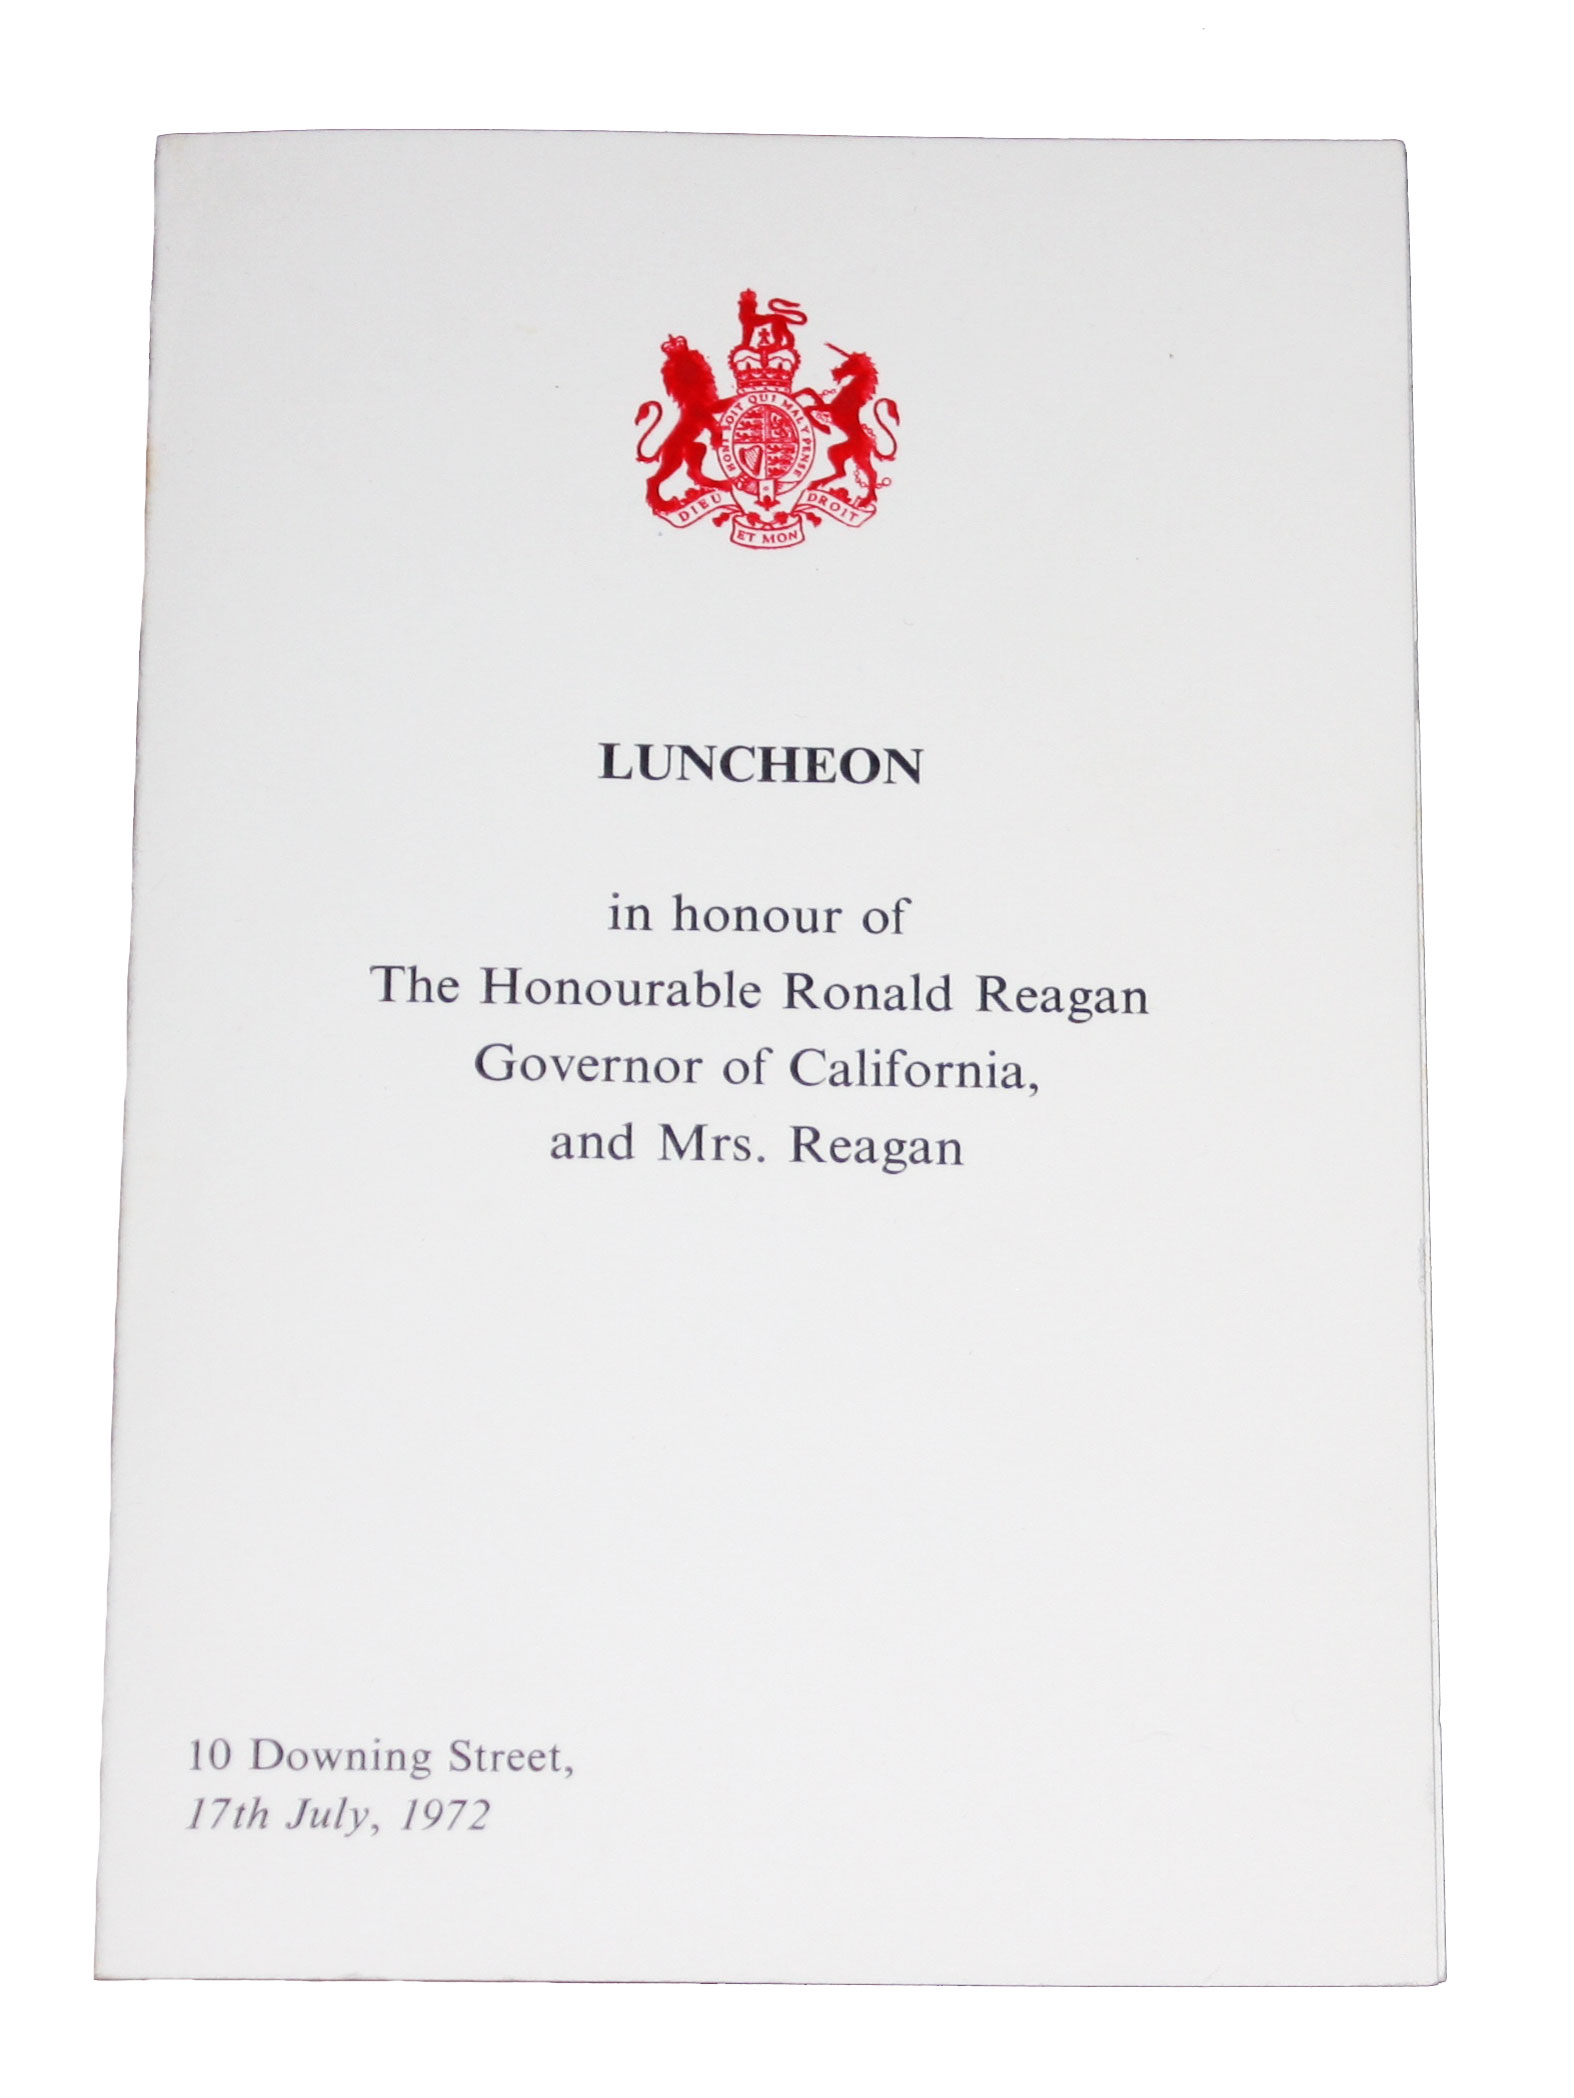 HONI SOIT QUI MAL Y PENSE
DIEU ET MON DROIT
LUNCHEON
in honour of
The Honourable Ronald Reagan
Governor of California,
and Mrs. Reagan
10 Downing Street,
17th July, 1972